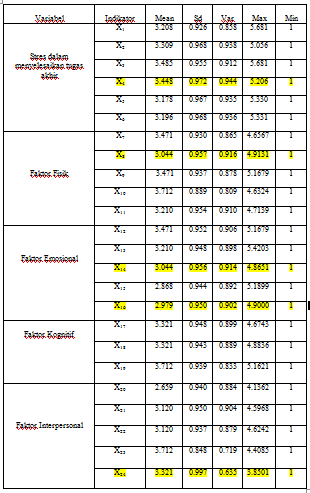 Variabel Indikator Mean Sd Var Max Min
Stres dalam menyelesaikan tugas akhir
X1 3.208 0.926 0.858 5.681 1
X2 3.309 0.968 0.938 5.056 1
X3 3.485 0.955 0.912 5.681 1
X4 3.448 0.972 0.944 5.206 1
X5 3.178 0.967 0.935 5.330 1
X6 3.196 0.968 0.936 5.331 1
Faktor Fisik
X7 3.471 0.930 0.865 4.6567 1
X8 3.044 0.957 0.916 4.9131 1
X9 3.471 0.937 0.878 5.1679 1
X10 3.712 0.889 0.809 4.6324 1
X11 3.210 0.954 0.910 4.7139 1
Faktor Emosional
X12 3.471 0.952 0.906 5.1679 1
X13 3.210 0.948 0.898 5.4203 1
X14 3.044 0.956 0.914 4.8651 1
X15 2.868 0.944 0.892 5.1899 1
X16 2.979 0.950 0.902 4.9000 1
Faktor Kognitif
X17 3.321 0.948 0.899 4.6743 1
X18 3.321 0.943 0.889 4.8836 1
X19 3.712 0.939 0.833 5.1621 1
Faktor Interpersonal
X20 2.659 0.940 0.884 4.1362 1
X21 3.120 0.950 0.904 4.5968 1
X22 3.120 0.937 0.879 4.6242 1
X23 3.712 0.848 0.719 4.4085 1
X24 3.321 0.997 0.635 3.8501 1